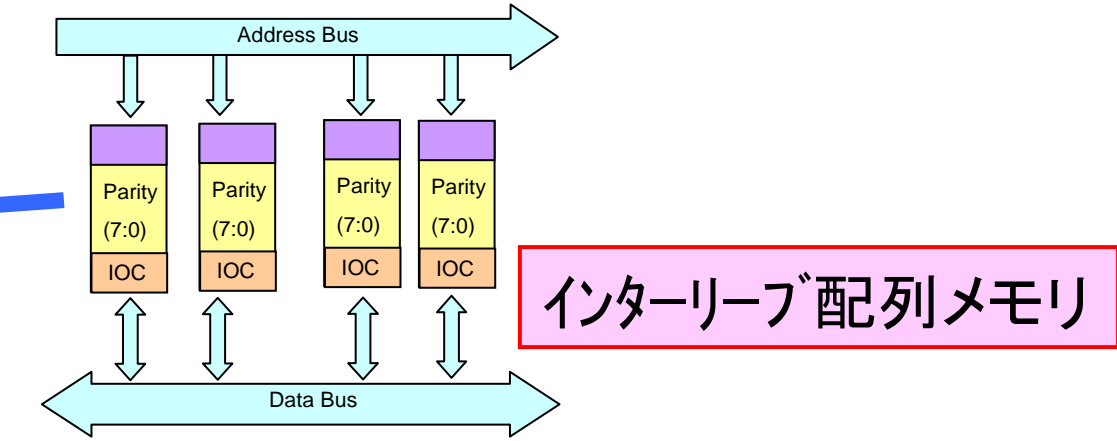 Address Bus
Parity
(7:0)
IOC
Parity
(7:0)
IOC
Parity
(7:0)
IOC
Parity
(7:0)
IOC
インターリーブ配列メモリ
Data Bus